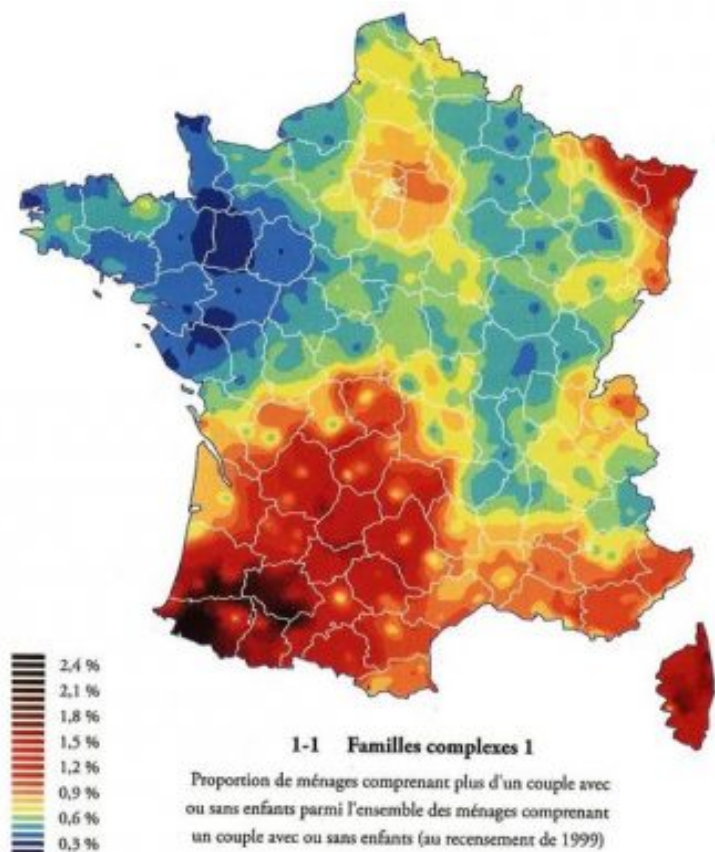 2,4 %
2,1 %
1,8 %
1,5 %
1,2 %
0,9 %
0,6 %
0,3 %
1-1 Familles complexes 1
Proportion de ménages comprenant plus d'un couple avec
ou sans enfants parmi l'ensemble des ménages comprenant
un couple avec ou sans enfants (au recensement de 1999)